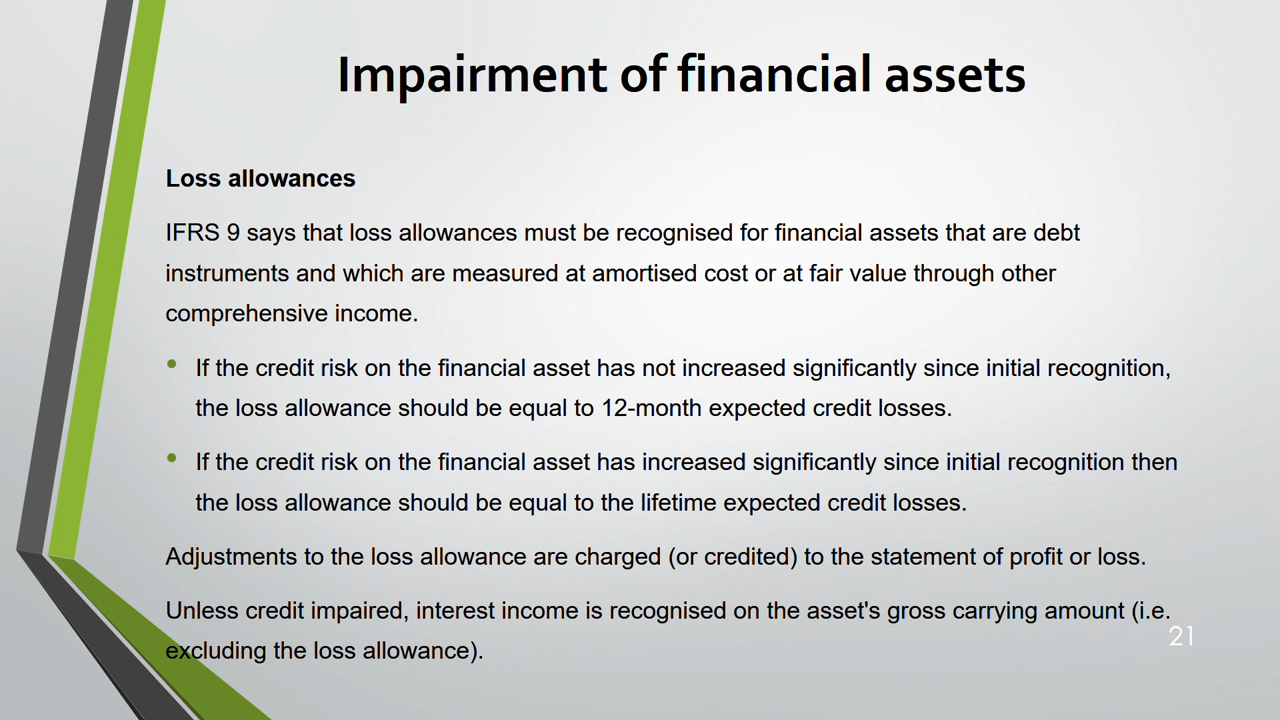 Impairment of financial assets
Loss allowances
IFRS 9 says that loss allowances must be recognised for financial assets that are debt
instruments and which are measured at amortised cost or at fair value through other
comprehensive income.
• If the credit risk on the financial asset has not increased significantly since initial recognition,
the loss allowance should be equal to 12-month expected credit losses.
• If the credit risk on the financial asset has increased significantly since initial recognition then
the loss allowance should be equal to the lifetime expected credit losses.
Adjustments to the loss allowance are charged (or credited) to the statement of profit or loss.
Unless credit impaired, interest income is recognised on the asset's gross carrying amount (i.e.
excluding the loss allowance).
21